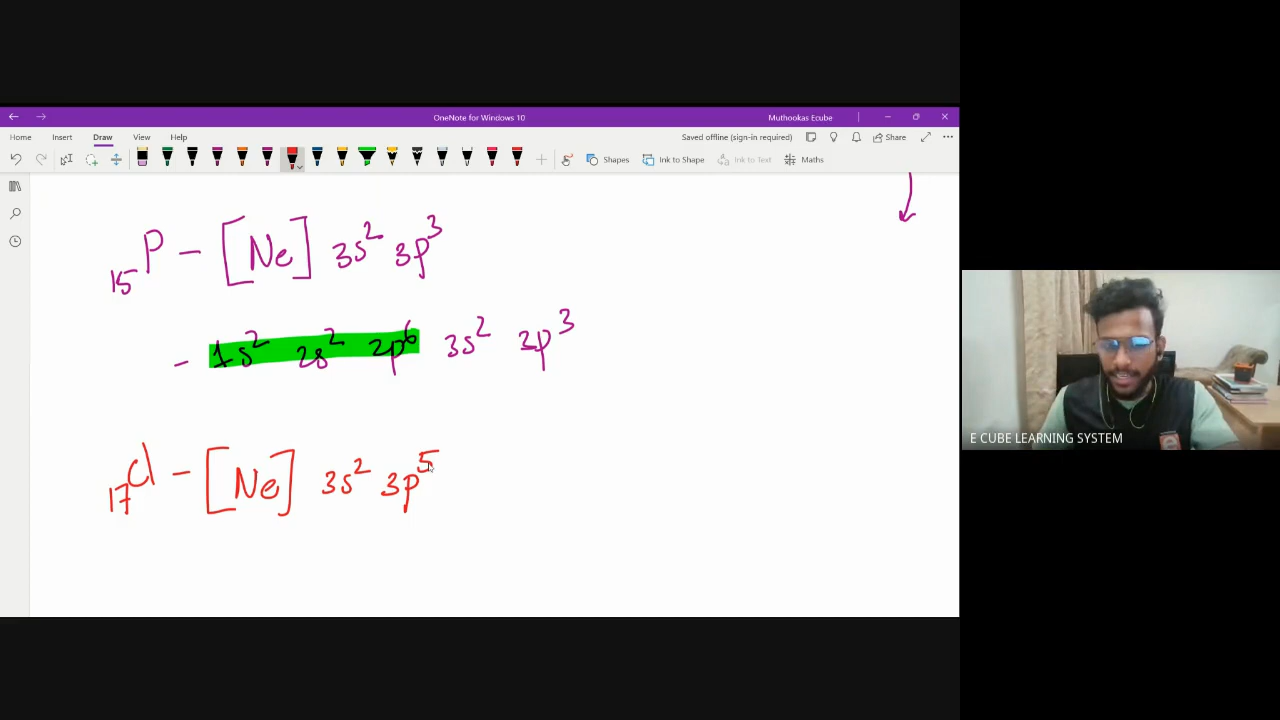 OneNote for Windows 10
Muthookas Ecube
Home Insert Draw View Help
Saved offline (sign-in required)
Share
Shapes
Ink to Shape
Ink to Text
Maths
₁₅P - [Ne] 3s² 3p³
- 1s² 2s² 2p⁶ 3s² 3p³
₁₇Cl - [Ne] 3s² 3p⁵
E CUBE LEARNING SYSTEM